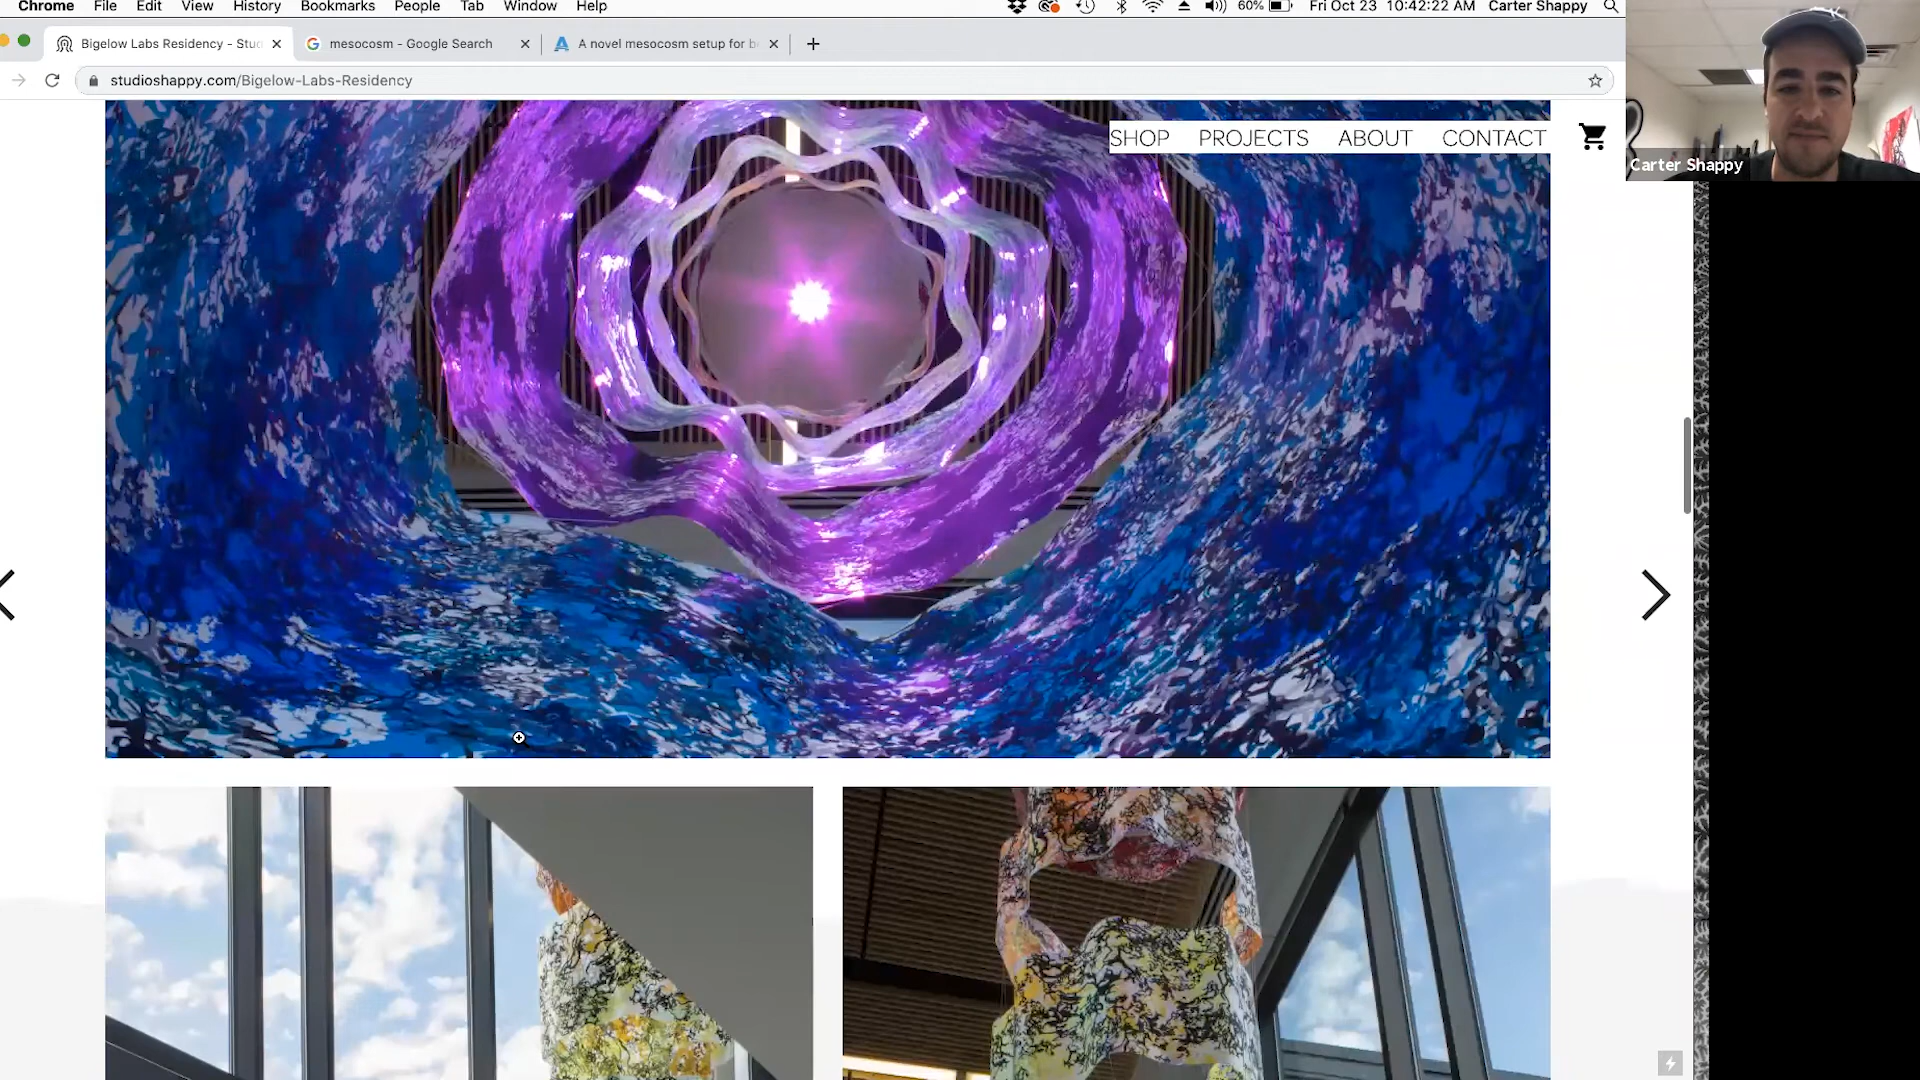 Chrome File Edit View History Bookmarks People Tab Window Help 60% Fri Oct 23 10:42:22 AM Carter Shappy
Bigelow Labs Residency - Stud mesocosm - Google Search A novel mesocosm setup for b
studioshappy.com/Bigelow-Labs-Residency
SHOP PROJECTS ABOUT CONTACT
Carter Shappy